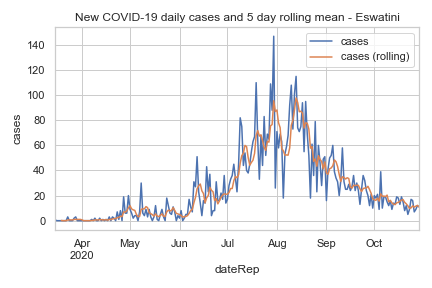 New COVID-19 daily cases and 5 day rolling mean - Eswatini
cases
cases (rolling)
140
120
100
80
60
40
20
0
cases
Apr May Jun Jul Aug Sep Oct
2020
dateRep